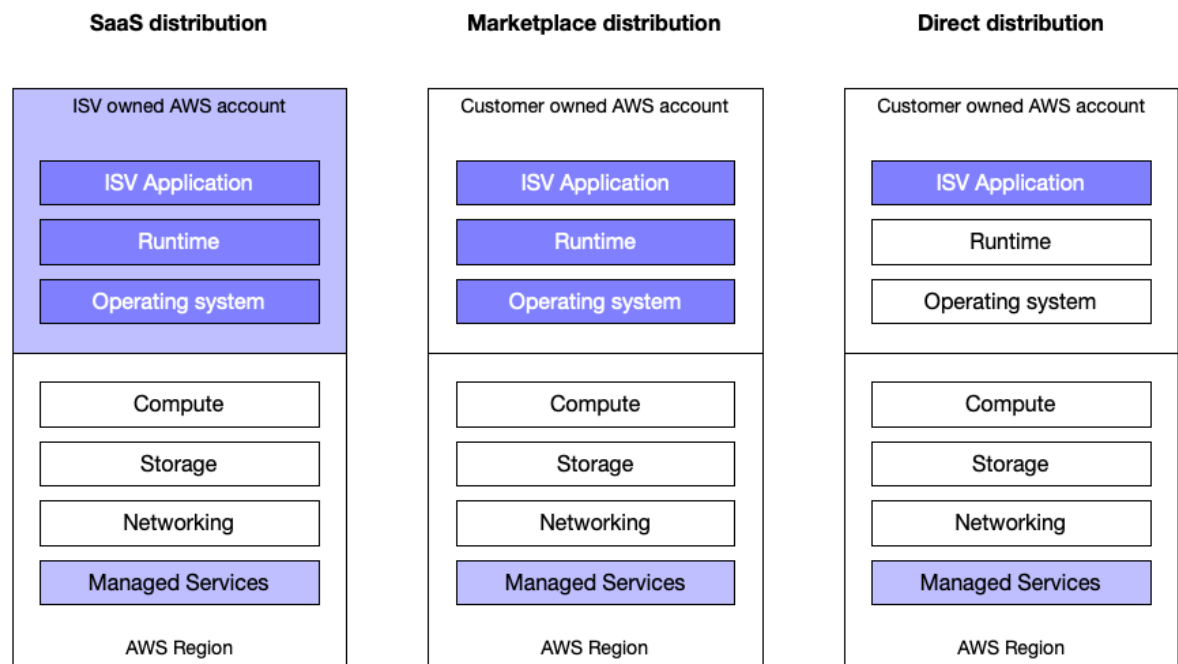 SaaS distribution
Marketplace distribution
Direct distribution
ISV owned AWS account
ISV Application
Runtime
Operating system
Compute
Storage
Networking
Managed Services
AWS Region
Customer owned AWS account
ISV Application
Runtime
Operating system
Compute
Storage
Networking
Managed Services
AWS Region
Customer owned AWS account
ISV Application
Runtime
Operating system
Compute
Storage
Networking
Managed Services
AWS Region